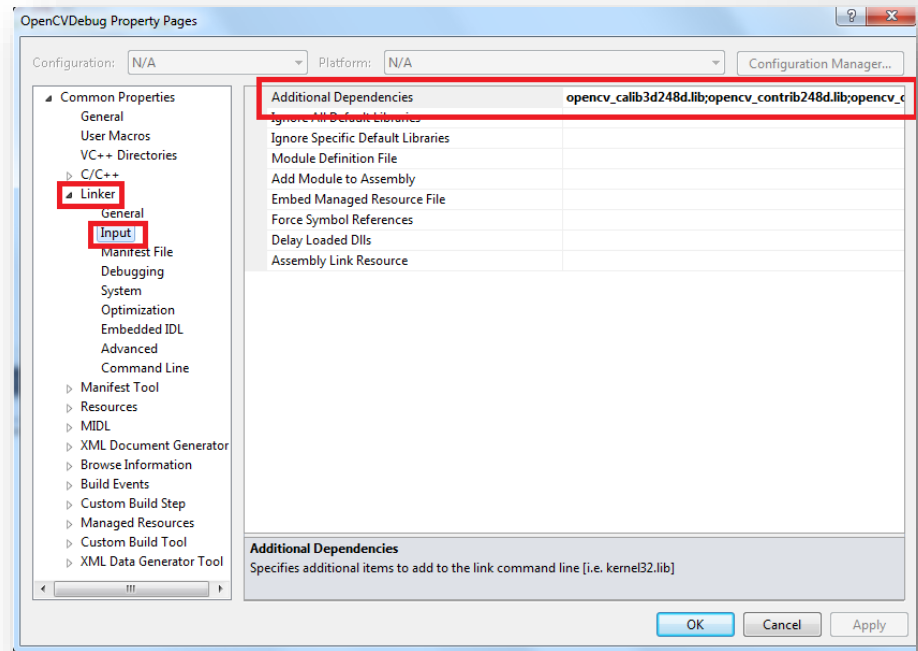 OpenCVDebug Property Pages
Configuration: N/A Platform: N/A Configuration Manager...
Common Properties
General
User Macros
VC++ Directories
C/C++
Linker
General
Input
Manifest File
Debugging
System
Optimization
Embedded IDL
Advanced
Command Line
Manifest Tool
Resources
MIDL
XML Document Generator
Browse Information
Build Events
Custom Build Step
Managed Resources
Custom Build Tool
XML Data Generator Tool
Additional Dependencies opencv_calib3d248d.lib;opencv_contrib248d.lib;opencv_c
Ignore All Default Libraries
Ignore Specific Default Libraries
Module Definition File
Add Module to Assembly
Embed Managed Resource File
Force Symbol References
Delay Loaded Dlls
Assembly Link Resource
Additional Dependencies
Specifies additional items to add to the link command line [i.e. kernel32.lib]
OK Cancel Apply